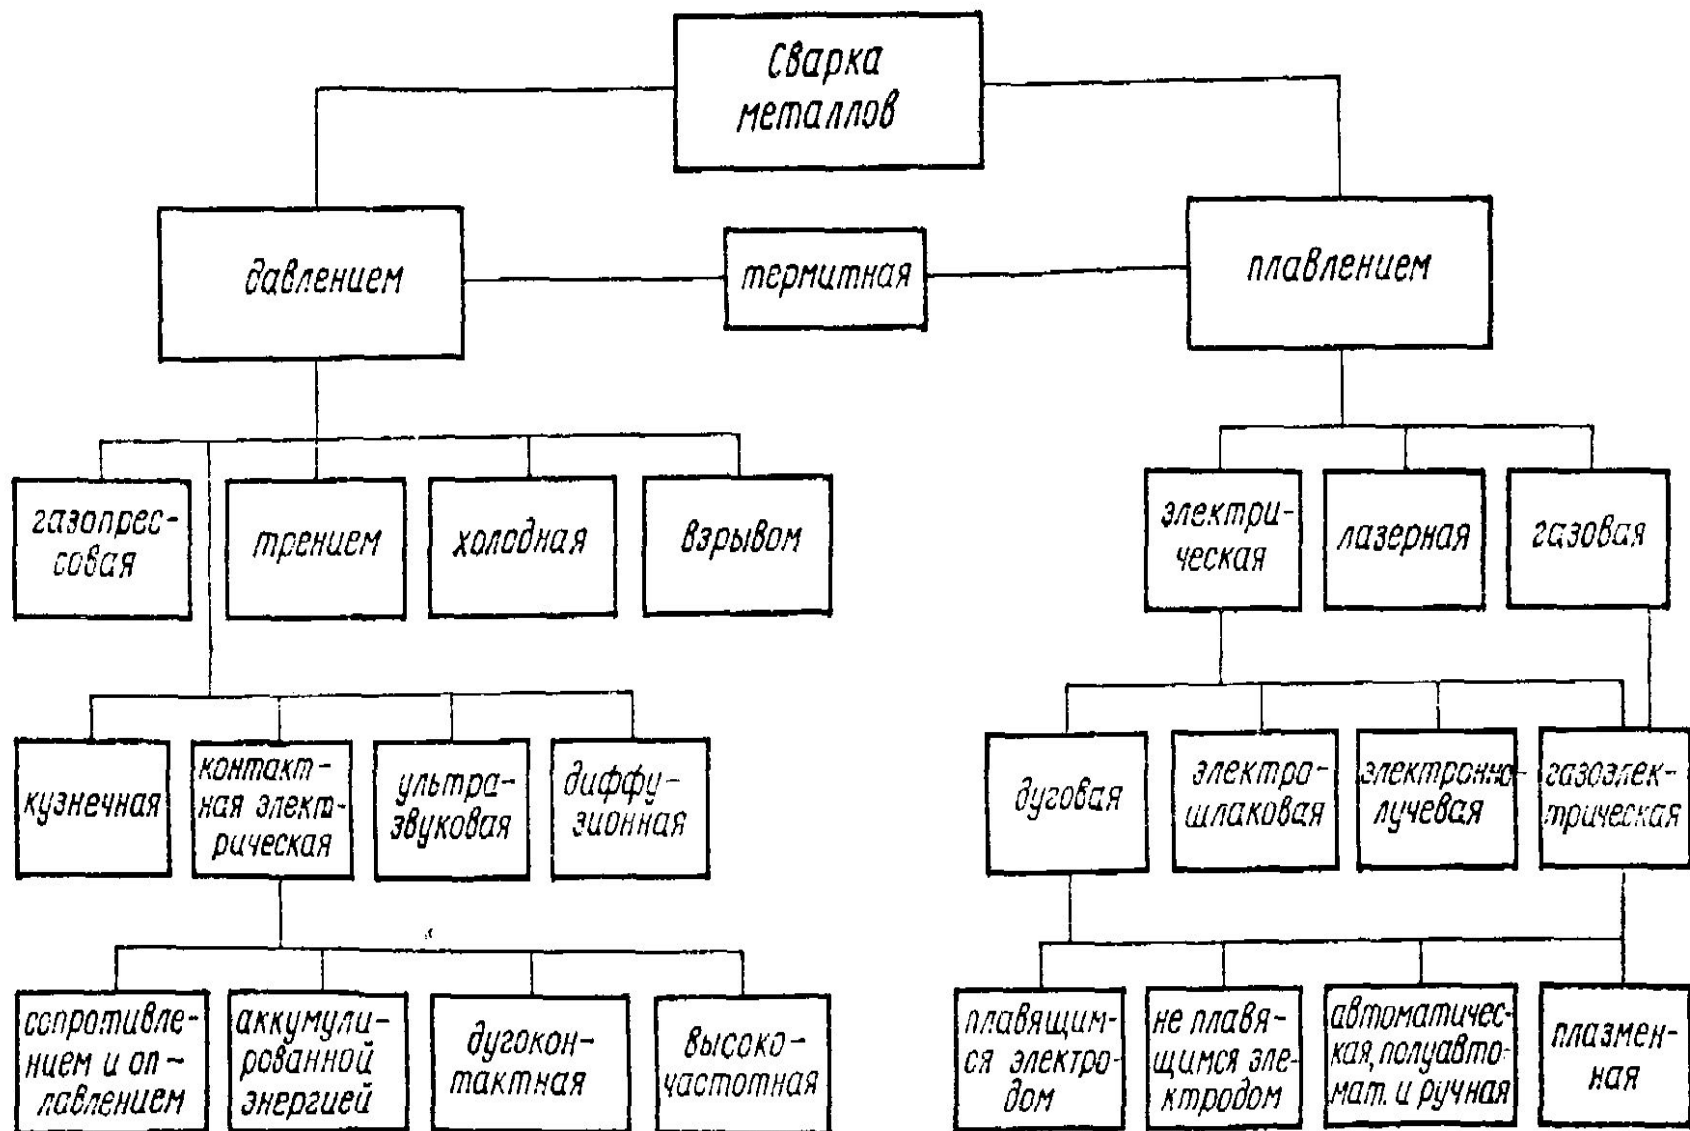 Сварка
металлов
давлением
термитная
плавлением
газопрес-
совая
трением
холодная
взрывом
электри-
ческая
лазерная
газовая
кузнечная
контакт-
ная элект-
рическая
ультра-
звуковая
диффу-
зионная
дуговая
электро-
шлаковая
электронно-
лучевая
газоэлек-
трическая
сопротивле-
нием и оп-
лавлением
аккумули-
рованной
энергией
дугокон-
тактная
высоко-
частотная
плавящим-
ся электро-
дом
не плавя-
щимся эле-
ктродом
автоматичес-
кая, полуавто-
мат. и ручная
плазмен-
ная